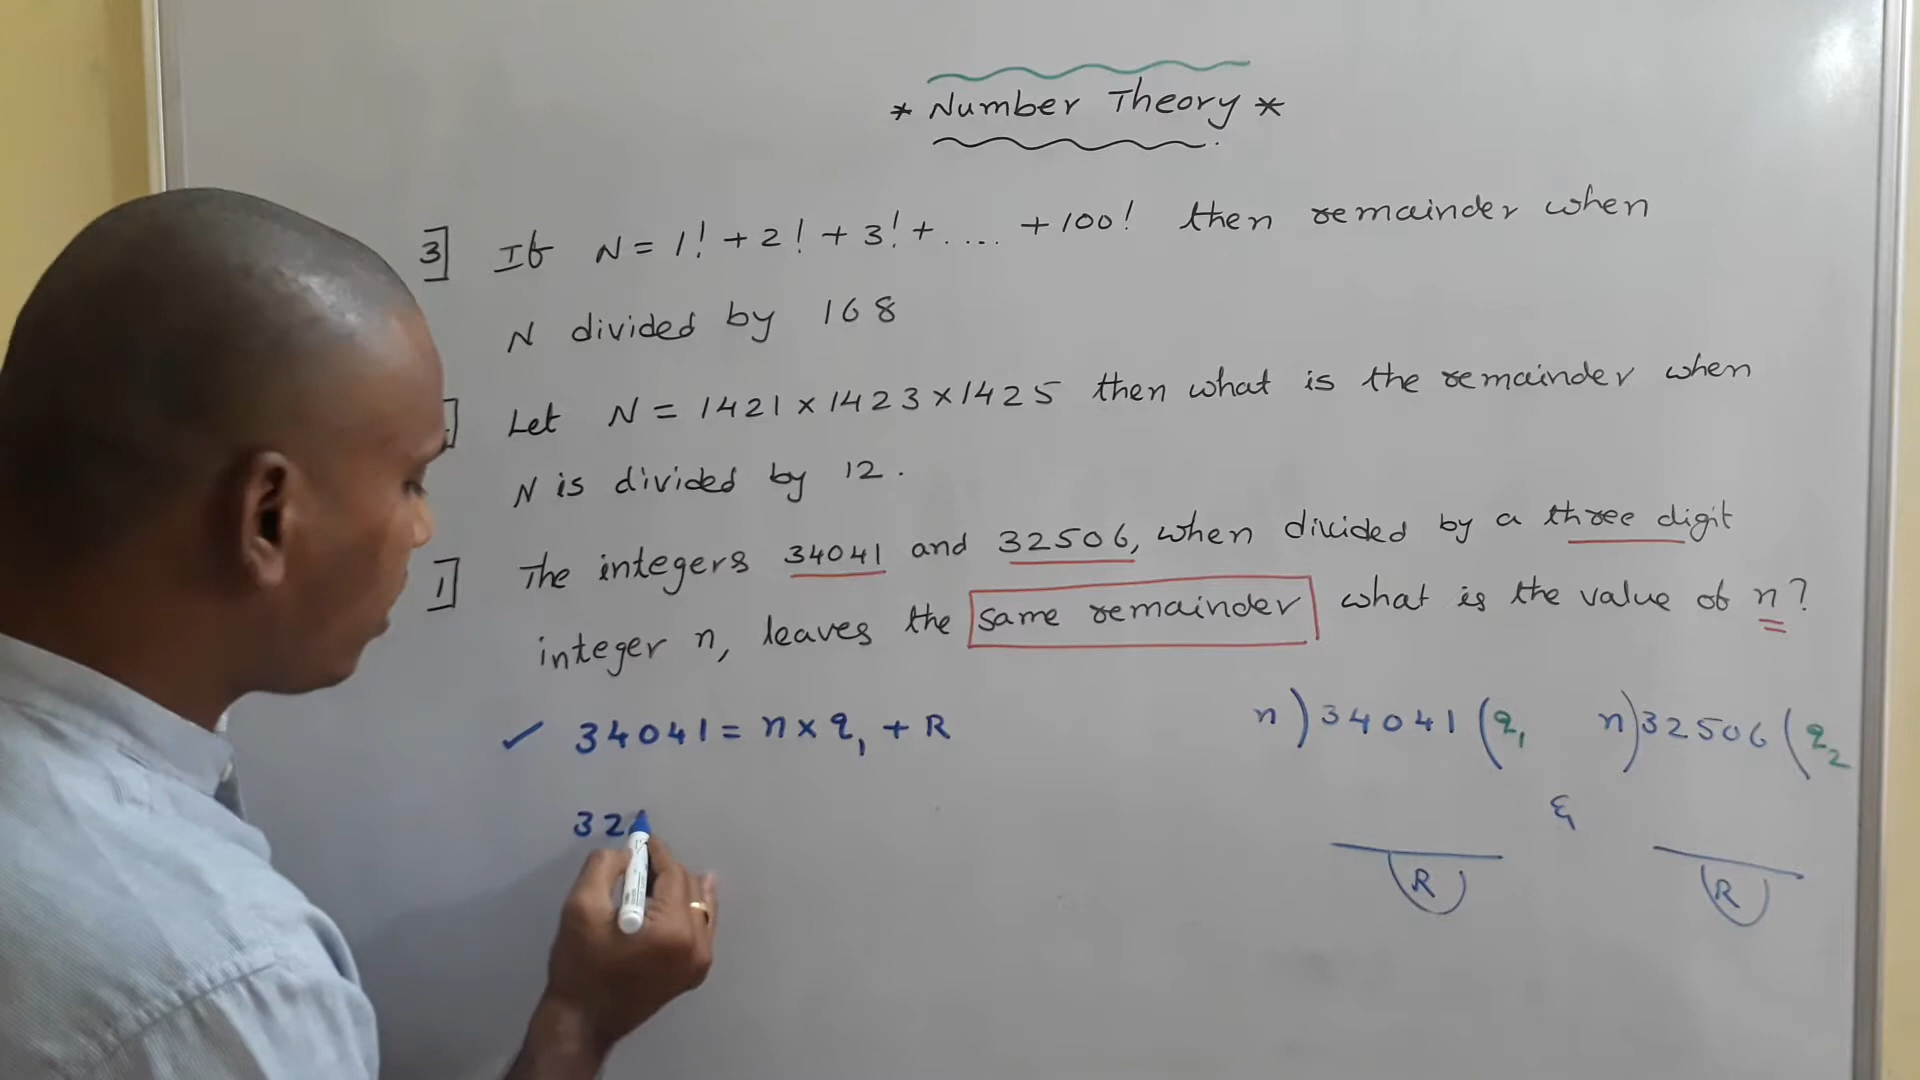 * Number Theory *
3] If N = 1! + 2! + 3! + .... + 100! then remainder when
N divided by 168
] Let N = 1421 x 1423 x 1425 then what is the remainder when
N is divided by 12.
1] The integers 34041 and 32506, when divided by a three digit
integer n, leaves the same remainder what is the value of n?
✓ 34041 = n x q₁ + R
32
n)34041(q₁ & n)32506(q₂
R R